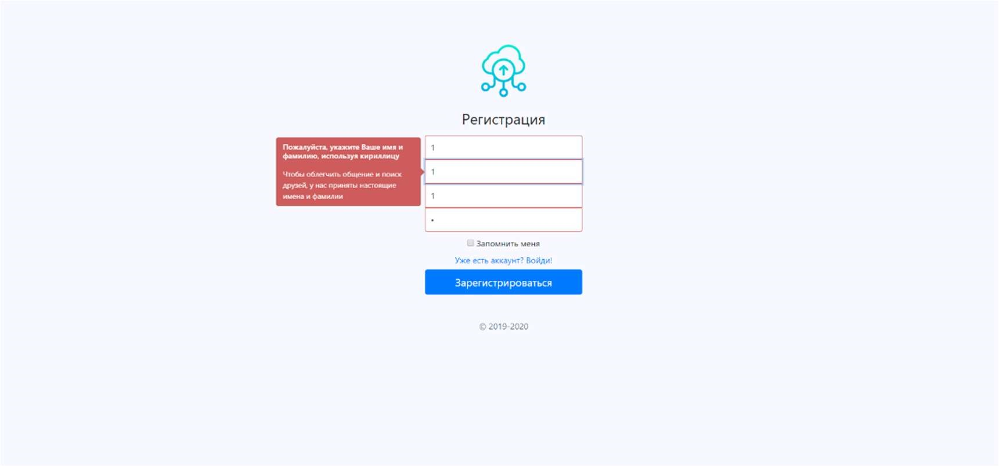 Регистрация
Пожалуйста, укажите Ваше имя и
фамилию, используя кириллицу
Чтобы облегчить общение и поиск
друзей, у нас приняты настоящие
имена и фамилии
1
1
1
•
Запомнить меня
Уже есть аккаунт? Войди!
Зарегистрироваться
© 2019-2020